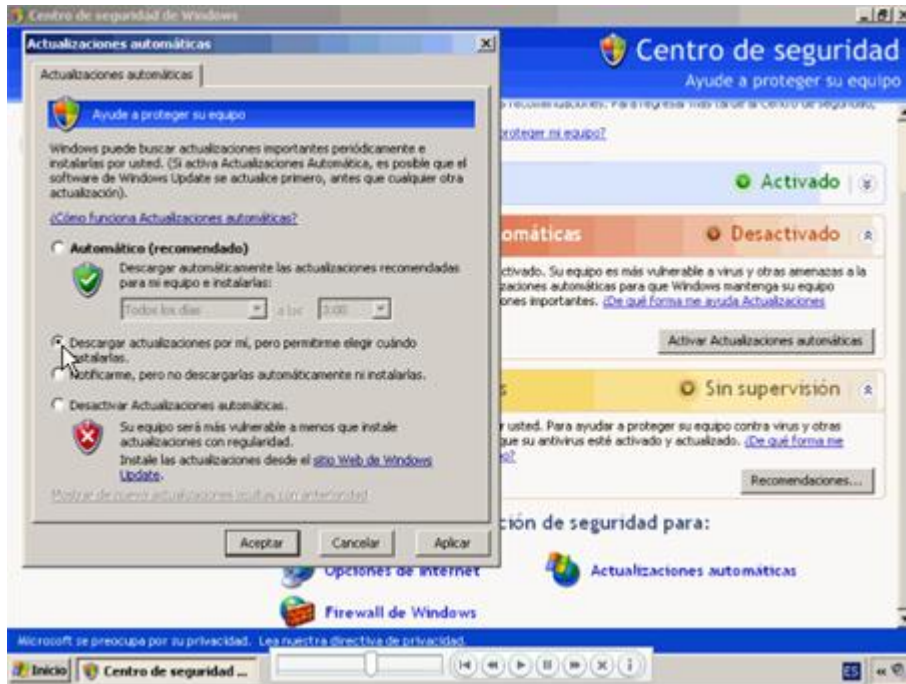 Centro de seguridad de Windows
Actualizaciones automáticas
Actualizaciones automáticas
Ayude a proteger su equipo
Windows puede buscar actualizaciones importantes periódicamente e
instalarlas por usted. (Si activa Actualizaciones Automática, es posible que el
software de Windows Update se actualice primero, antes que cualquier otra
actualización).
¿Cómo funciona Actualizaciones automáticas?
Automático (recomendado)
Descargar automáticamente las actualizaciones recomendadas
para mi equipo e instalarlas:
Todos los días a las 3:00
Descargar actualizaciones por mí, pero permitirme elegir cuándo
instalarlas.
Notificarme, pero no descargarlas automáticamente ni instalarlas.
Desactivar Actualizaciones automáticas.
Su equipo será más vulnerable a menos que instale
actualizaciones con regularidad.
Instale las actualizaciones desde el sitio Web de Windows
Update.
Mostrar de nuevo actualizaciones ocultas con anterioridad
Aceptar Cancelar Aplicar
Centro de seguridad
Ayude a proteger su equipo
proteger mi equipo?
Activado
omáticas Desactivado
ctivado. Su equipo es más vulnerable a virus y otras amenazas a la
zaciones automáticas para que Windows mantenga su equipo
ones importantes. ¿De qué forma me ayuda Actualizaciones
Activar Actualizaciones automáticas
s Sin supervisión
r usted. Para ayudar a proteger su equipo contra virus y otras
que su antivirus esté activado y actualizado. ¿De qué forma me
Recomendaciones...
ción de seguridad para:
Opciones de Internet
Actualizaciones automáticas
Firewall de Windows
Microsoft se preocupa por su privacidad. Lea nuestra directiva de privacidad.
Inicio Centro de seguridad ... ES